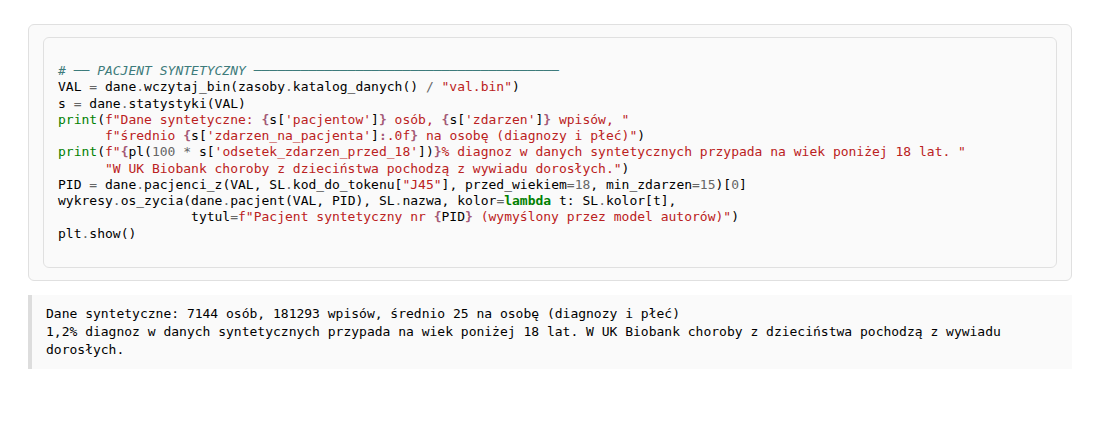 # ── PACJENT SYNTETYCZNY ───────────────────────────────────────
VAL = dane.wczytaj_bin(zasoby.katalog_danych() / "val.bin")
s = dane.statystyki(VAL)
print(f"Dane syntetyczne: {s['pacjentow']} osób, {s['zdarzen']} wpisów, "
      f"średnio {s['zdarzen_na_pacjenta']:.0f} na osobę (diagnozy i płeć)")
print(f"{pl(100 * s['odsetek_zdarzen_przed_18'])}% diagnoz w danych syntetycznych przypada na wiek poniżej 18 lat. "
      "W UK Biobank choroby z dzieciństwa pochodzą z wywiadu dorosłych.")
PID = dane.pacjenci_z(VAL, SL.kod_do_tokenu["J45"], przed_wiekiem=18, min_zdarzen=15)[0]
wykresy.os_zycia(dane.pacjent(VAL, PID), SL.nazwa, kolor=lambda t: SL.kolor[t],
                 tytul=f"Pacjent syntetyczny nr {PID} (wymyślony przez model autorów)")
plt.show()
Dane syntetyczne: 7144 osób, 181293 wpisów, średnio 25 na osobę (diagnozy i płeć)
1,2% diagnoz w danych syntetycznych przypada na wiek poniżej 18 lat. W UK Biobank choroby z dzieciństwa pochodzą z wywiadu
dorosłych.